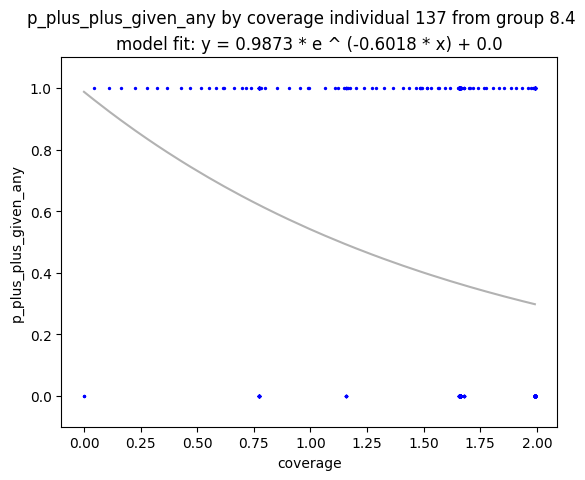 p_plus_plus_given_any by coverage individual 137 from group 8.4
model fit: y = 0.9873 * e ^ (-0.6018 * x) + 0.0
1.0
0.8
0.6
0.4
0.2
0.0
p_plus_plus_given_any
0.00 0.25 0.50 0.75 1.00 1.25 1.50 1.75 2.00
coverage